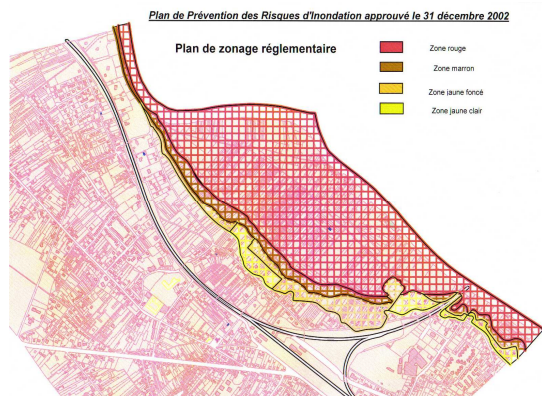 Plan de Prévention des Risques d'Inondation approuvé le 31 décembre 2002
Plan de zonage réglementaire
Zone rouge
Zone marron
Zone jaune foncé
Zone jaune clair